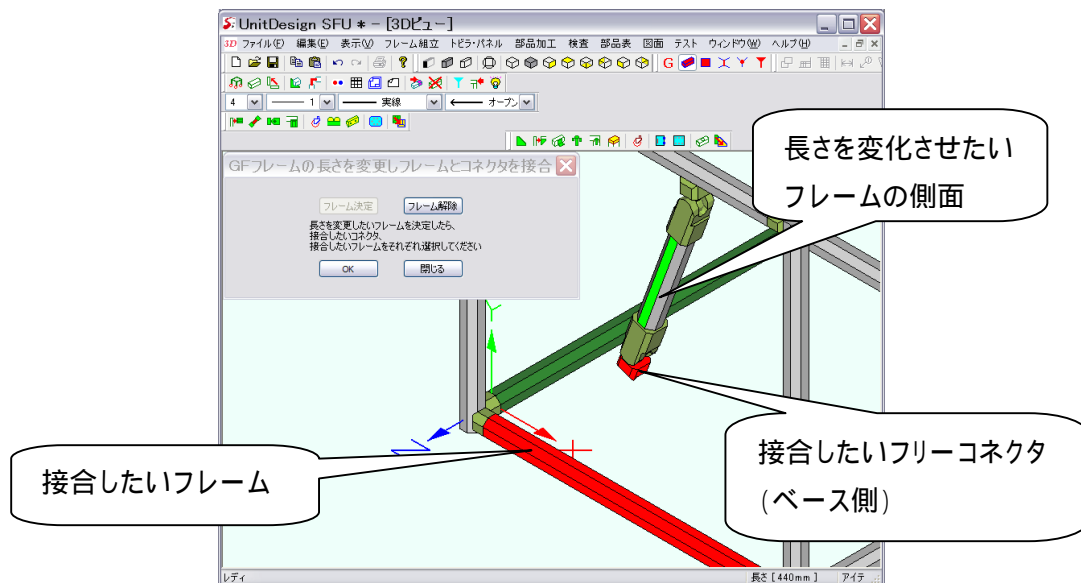 UnitDesign SFU * - [3Dビュー]
3D ファイル(F) 編集(E) 表示(V) フレーム組立 トビラ・パネル 部品加工 検査 部品表 図面 テスト ウィンドウ(W) ヘルプ(H)
G
4 1 実線 オープン
GFフレームの長さを変更しフレームとコネクタを接合
フレーム決定 フレーム解除
長さを変更したいフレームを決定したら、
接合したいコネクタ、
接合したいフレームをそれぞれ選択してください
OK 閉じる
長さを変化させたい
フレームの側面
接合したいフレーム
接合したいフリーコネクタ
(ベース側)
レディ 長さ [440mm] アイテ